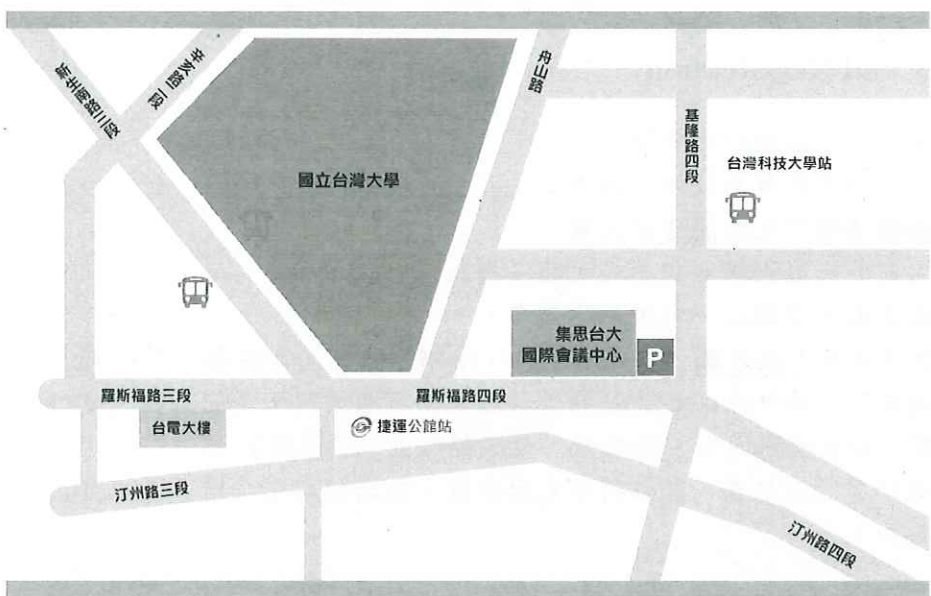 新生南路三段
辛亥路二段
舟山路
基隆路四段
台灣科技大學站
國立台灣大學
集思台大
國際會議中心
P
羅斯福路三段
羅斯福路四段
台電大樓
捷運公館站
汀州路三段
汀州路四段